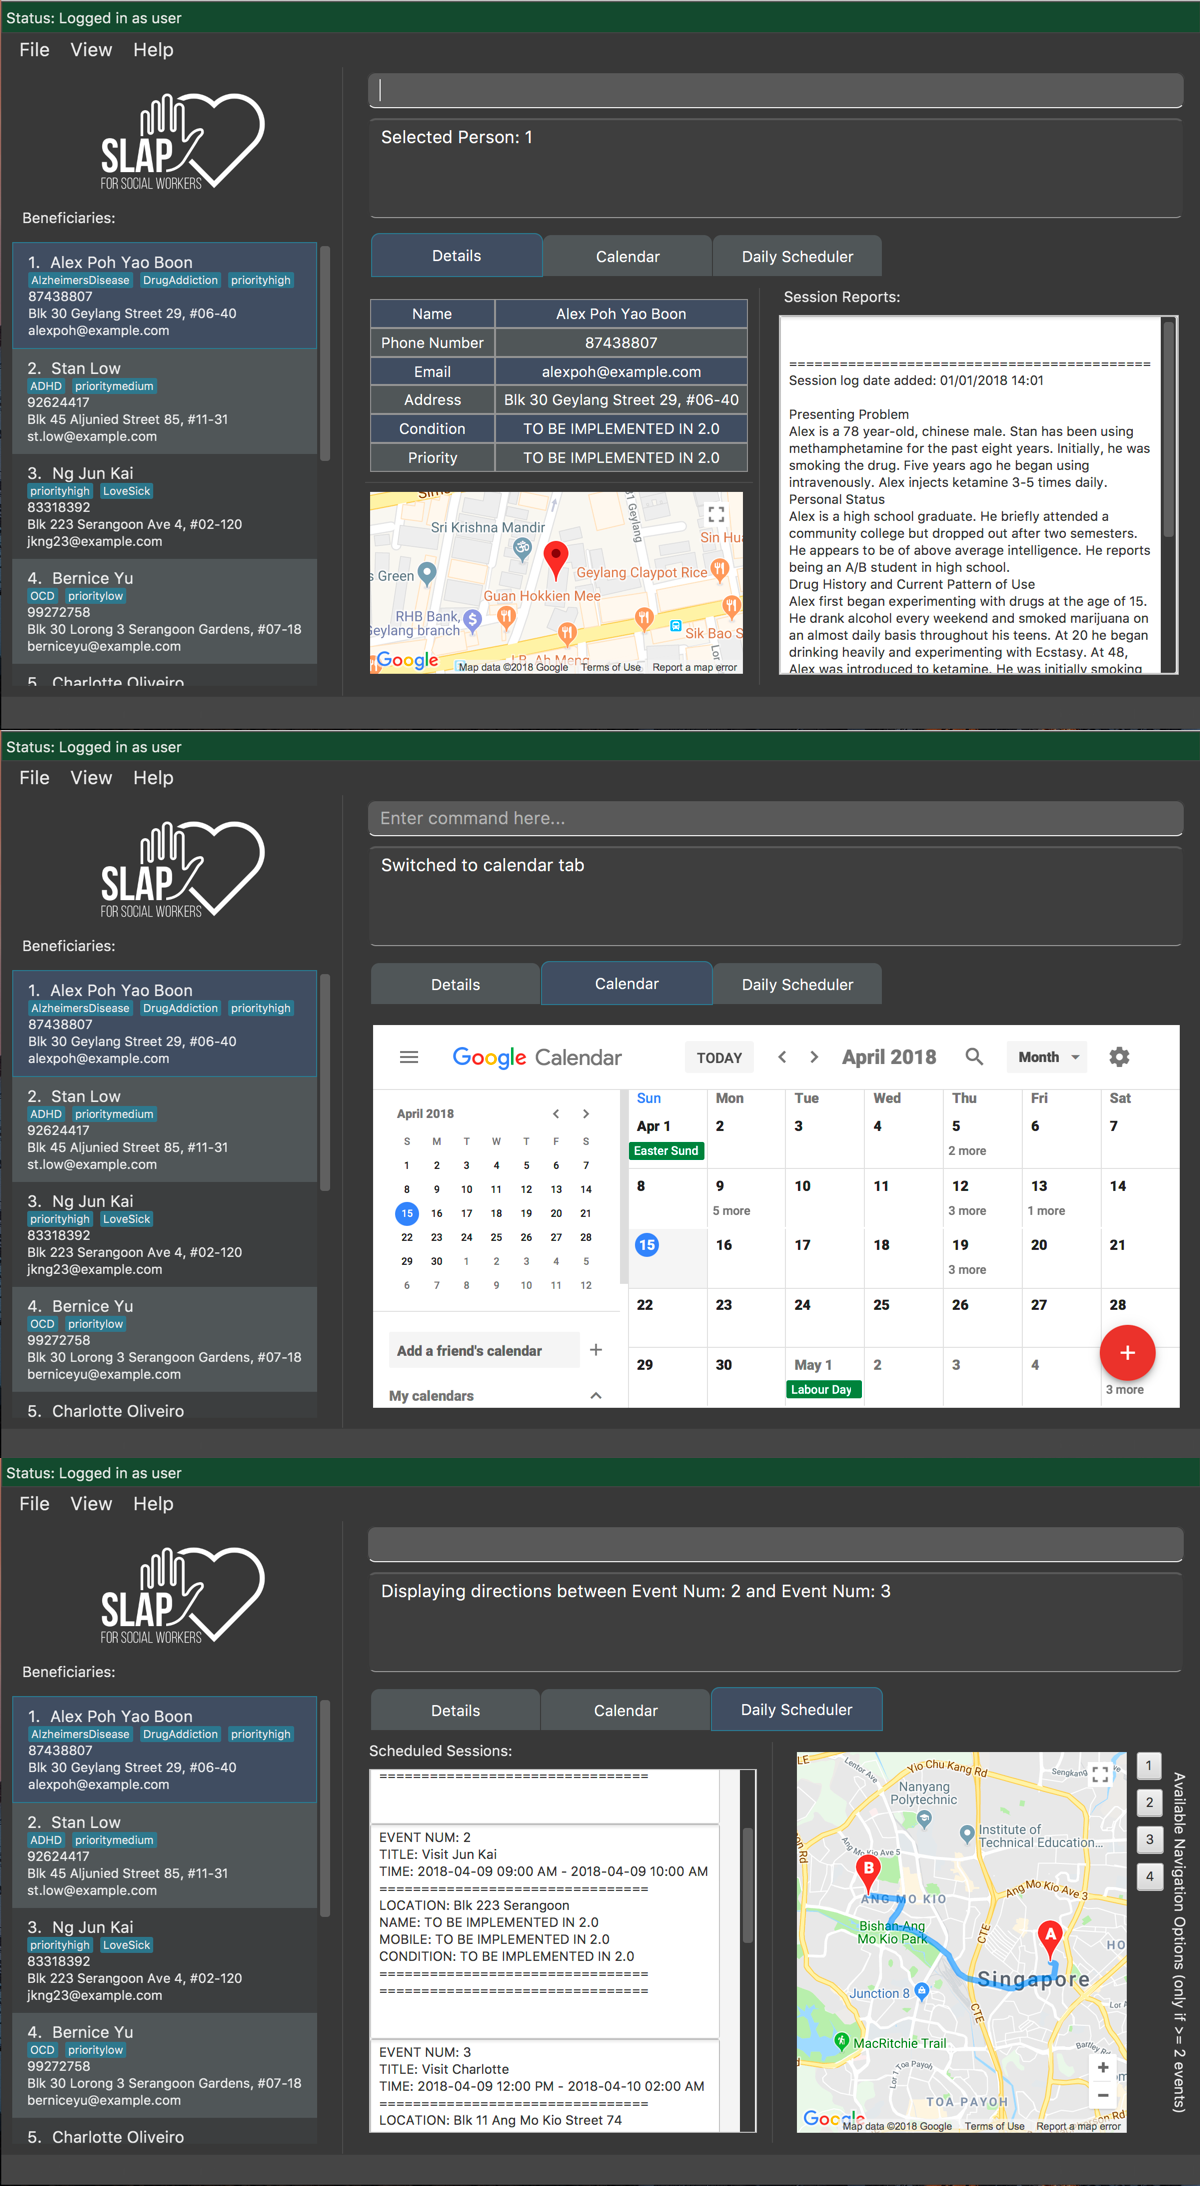 Status: Logged in as user
File View Help
SLAP
FOR SOCIAL WORKERS
Beneficiaries:
1. Alex Poh Yao Boon
AlzheimersDisease DrugAddiction priorityhigh
87438807
Blk 30 Geylang Street 29, #06-40
alexpoh@example.com
2. Stan Low
ADHD prioritymedium
92624417
Blk 45 Aljunied Street 85, #11-31
st.low@example.com
3. Ng Jun Kai
priorityhigh LoveSick
83318392
Blk 223 Serangoon Ave 4, #02-120
jkng23@example.com
4. Bernice Yu
OCD prioritylow
99272758
Blk 30 Lorong 3 Serangoon Gardens, #07-18
berniceyu@example.com
5. Charlotte Oliveiro
Selected Person: 1
Details Calendar Daily Scheduler
Name Alex Poh Yao Boon
Phone Number 87438807
Email alexpoh@example.com
Address Blk 30 Geylang Street 29, #06-40
Condition TO BE IMPLEMENTED IN 2.0
Priority TO BE IMPLEMENTED IN 2.0
Sri Krishna Mandir
Geylang
Sin Hua
s Green
Geylang Claypot Rice
Guan Hokkien Mee
RHB Bank,
Geylang branch
Sik Bao S
Lor
J.B. Ah Meng
Google
Map data ©2018 Google Terms of Use Report a map error
Session Reports:
===========================================
Session log date added: 01/01/2018 14:01
Presenting Problem
Alex is a 78 year-old, chinese male. Stan has been using
methamphetamine for the past eight years. Initially, he was
smoking the drug. Five years ago he began using
intravenously. Alex injects ketamine 3-5 times daily.
Personal Status
Alex is a high school graduate. He briefly attended a
community college but dropped out after two semesters.
He appears to be of above average intelligence. He reports
being an A/B student in high school.
Drug History and Current Pattern of Use
Alex first began experimenting with drugs at the age of 15.
He drank alcohol every weekend and smoked marijuana on
an almost daily basis throughout his teens. At 20 he began
drinking heavily and experimenting with Ecstasy. At 48,
Alex was introduced to ketamine. He was initially smoking
Status: Logged in as user
File View Help
SLAP
FOR SOCIAL WORKERS
Beneficiaries:
1. Alex Poh Yao Boon
AlzheimersDisease DrugAddiction priorityhigh
87438807
Blk 30 Geylang Street 29, #06-40
alexpoh@example.com
2. Stan Low
ADHD prioritymedium
92624417
Blk 45 Aljunied Street 85, #11-31
st.low@example.com
3. Ng Jun Kai
priorityhigh LoveSick
83318392
Blk 223 Serangoon Ave 4, #02-120
jkng23@example.com
4. Bernice Yu
OCD prioritylow
99272758
Blk 30 Lorong 3 Serangoon Gardens, #07-18
berniceyu@example.com
5. Charlotte Oliveiro
Enter command here...
Switched to calendar tab
Details Calendar Daily Scheduler
Google Calendar TODAY < > April 2018 Month
April 2018 < >
S M T W T F S
1 2 3 4 5 6 7
8 9 10 11 12 13 14
15 16 17 18 19 20 21
22 23 24 25 26 27 28
29 30 1 2 3 4 5
6 7 8 9 10 11 12
Add a friend's calendar +
My calendars
Sun Mon Tue Wed Thu Fri Sat
Apr 1 2 3 4 5 6 7
Easter Sund 2 more
8 9 10 11 12 13 14
5 more 3 more 1 more
15 16 17 18 19 20 21
3 more
22 23 24 25 26 27 28
29 30 May 1 2 3 4
Labour Day 3 more
+
Status: Logged in as user
File View Help
SLAP
FOR SOCIAL WORKERS
Beneficiaries:
1. Alex Poh Yao Boon
AlzheimersDisease DrugAddiction priorityhigh
87438807
Blk 30 Geylang Street 29, #06-40
alexpoh@example.com
2. Stan Low
ADHD prioritymedium
92624417
Blk 45 Aljunied Street 85, #11-31
st.low@example.com
3. Ng Jun Kai
priorityhigh LoveSick
83318392
Blk 223 Serangoon Ave 4, #02-120
jkng23@example.com
4. Bernice Yu
OCD prioritylow
99272758
Blk 30 Lorong 3 Serangoon Gardens, #07-18
berniceyu@example.com
5. Charlotte Oliveiro
Displaying directions between Event Num: 2 and Event Num: 3
Details Calendar Daily Scheduler
Scheduled Sessions:
================================
EVENT NUM: 2
TITLE: Visit Jun Kai
TIME: 2018-04-09 09:00 AM - 2018-04-09 10:00 AM
================================
LOCATION: Blk 223 Serangoon
NAME: TO BE IMPLEMENTED IN 2.0
MOBILE: TO BE IMPLEMENTED IN 2.0
CONDITION: TO BE IMPLEMENTED IN 2.0
================================
================================
EVENT NUM: 3
TITLE: Visit Charlotte
TIME: 2018-04-09 12:00 PM - 2018-04-10 02:00 AM
================================
LOCATION: Blk 11 Ang Mo Kio Street 74
LE
Lentor Ave
Yio Chu Kang Rd
Sengkang
Nanyang
Polytechnic
Institute of
Technical Education...
Ang Mo Kio Ave 5
B
ANG MO KIO
Ang Mo Kio Ave 3
Bishan-Ang
Mo Kio Park
A
CTE
HO
Singapore
Junction 8
CTE
Lor A
MacRitchie Trail
Lor 1 Toa Payoh
Bartley Rd
TOA PAYOH
+
−
Google
Map data ©2018 Google Terms of Use Report a map error
1
2
3
4
Available Navigation Options (only if >= 2 events)